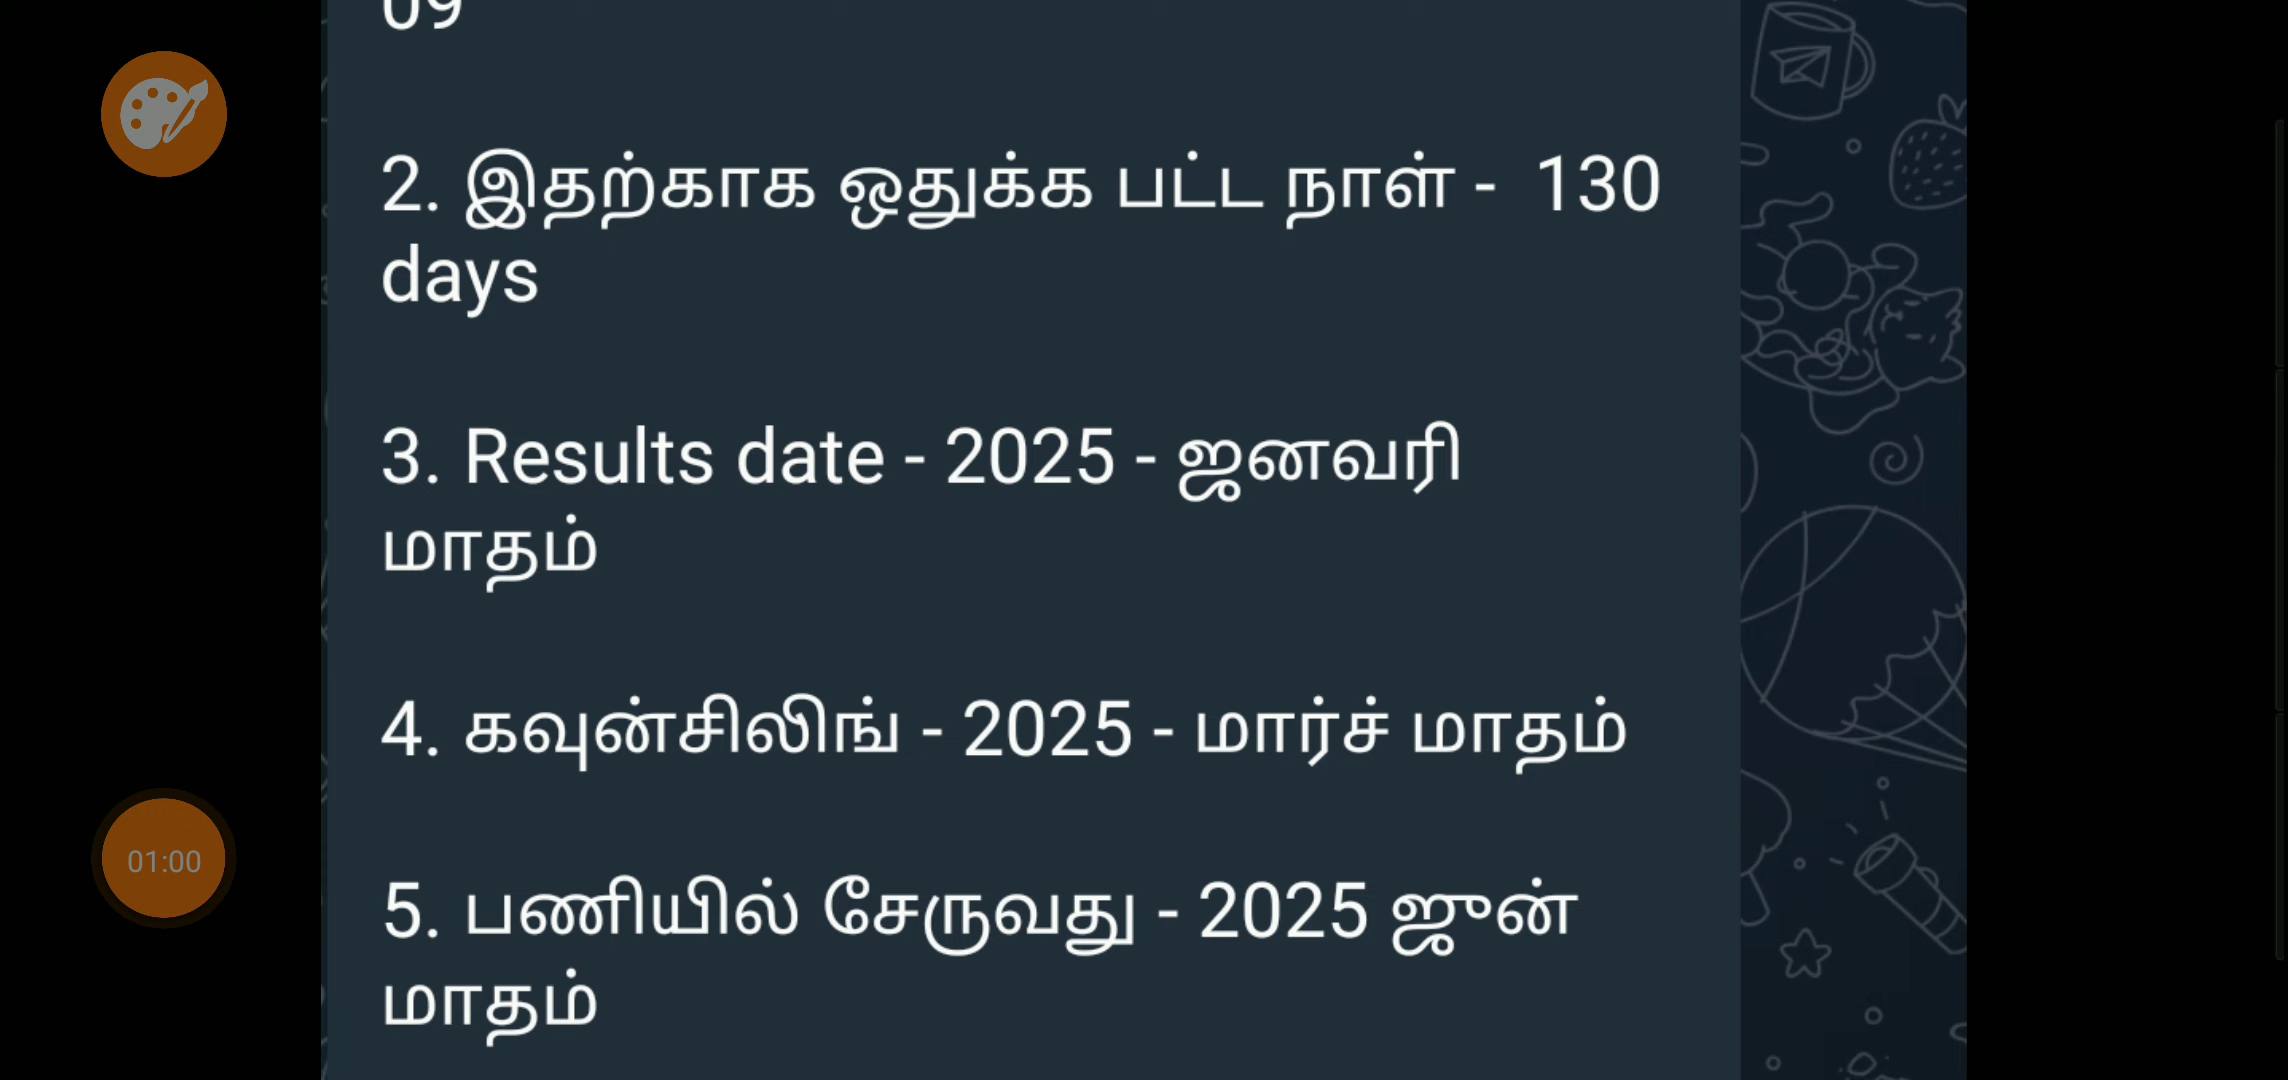 09
2. இதற்காக ஒதுக்க பட்ட நாள் - 130
days
3. Results date - 2025 - ஜனவரி
மாதம்
4. கவுன்சிலிங் - 2025 - மார்ச் மாதம்
5. பணியில் சேருவது - 2025 ஜுன்
மாதம்
01:00